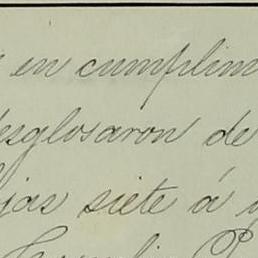 en cumplim
desglosaron de
jas siete á